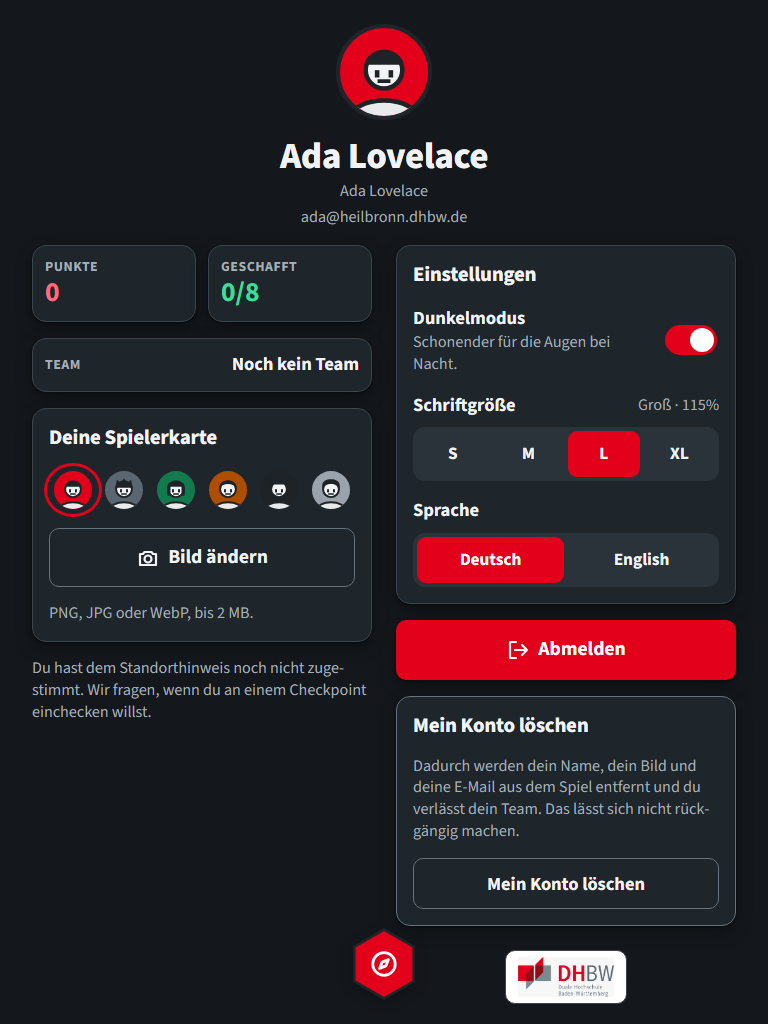 Ada Lovelace
Ada Lovelace
ada@heilbronn.dhbw.de
PUNKTE
0
GESCHAFFT
0/8
TEAM
Noch kein Team
Deine Spielerkarte
Bild ändern
PNG, JPG oder WebP, bis 2 MB.
Du hast dem Standorthinweis noch nicht zuge-
stimmt. Wir fragen, wenn du an einem Checkpoint
einchecken willst.
Einstellungen
Dunkelmodus
Schonender für die Augen bei
Nacht.
Schriftgröße
Groß · 115%
S
M
L
XL
Sprache
Deutsch
English
Abmelden
Mein Konto löschen
Dadurch werden dein Name, dein Bild und
deine E-Mail aus dem Spiel entfernt und du
verlässt dein Team. Das lässt sich nicht rück-
gängig machen.
Mein Konto löschen
DHBW
Duale Hochschule
Baden-Württemberg